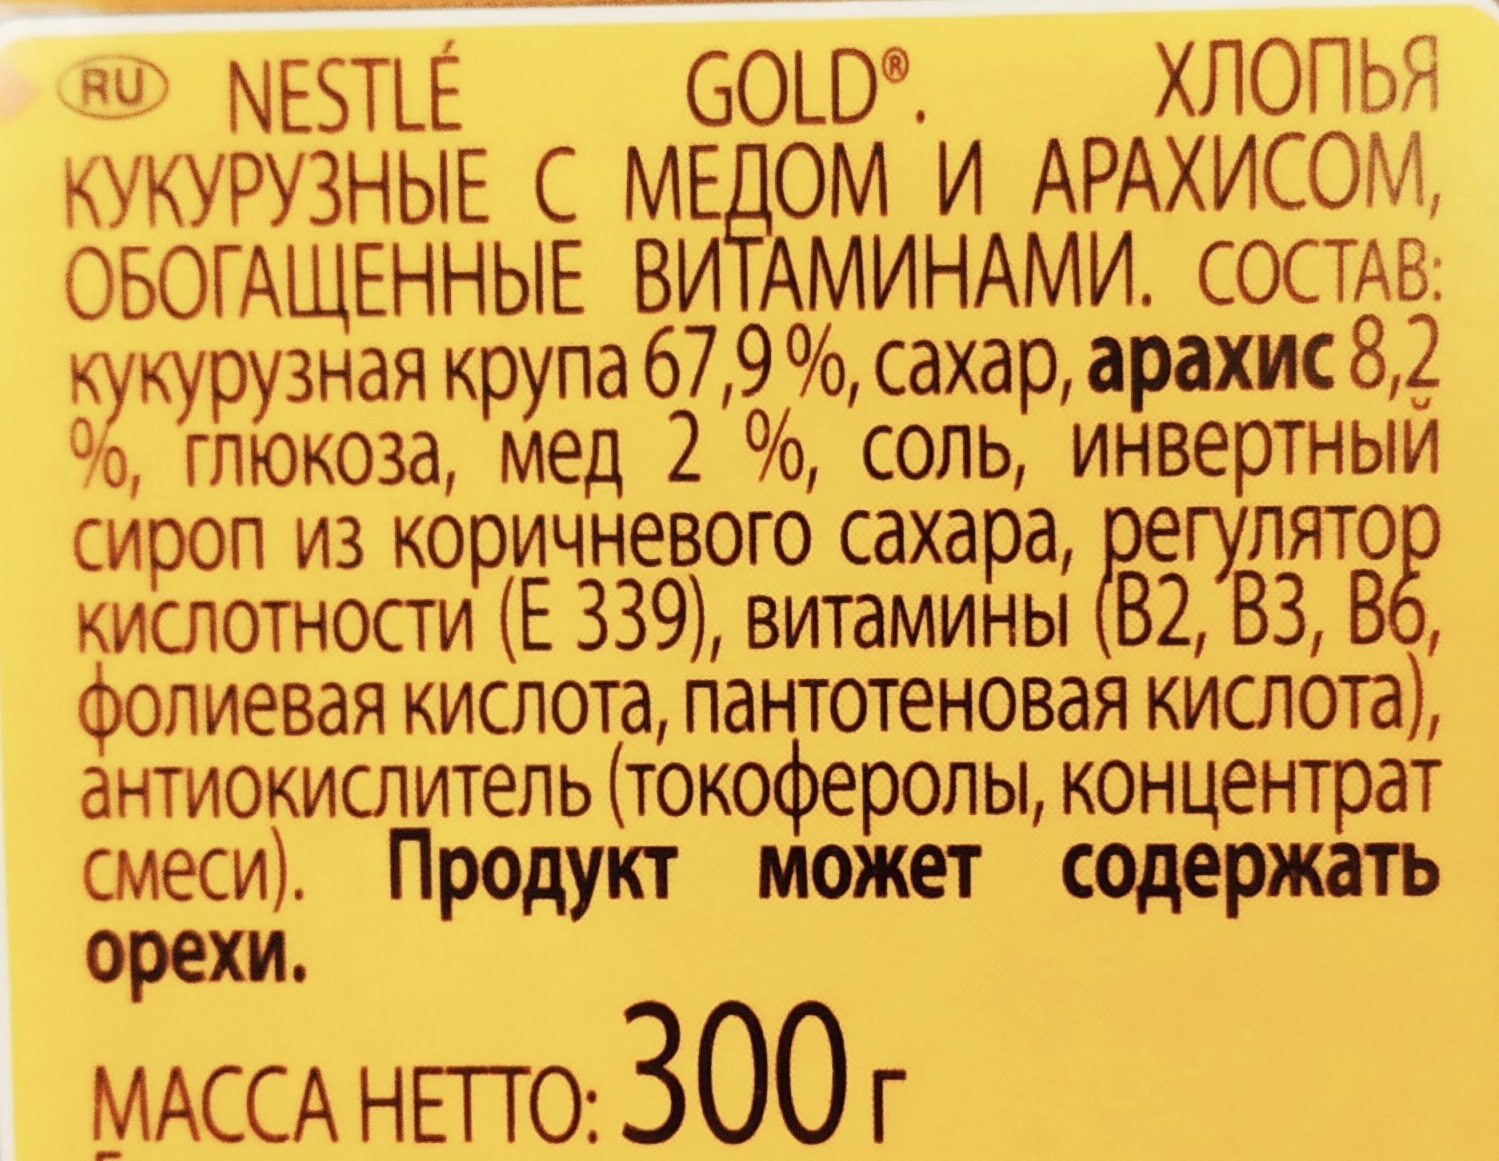 RU NESTLÉ GOLD®. ХЛОПЬЯ
КУКУРУЗНЫЕ С МЕДОМ И АРАХИСОМ,
ОБОГАЩЕННЫЕ ВИТАМИНАМИ. СОСТАВ:
кукурузная крупа 67,9 %, сахар, арахис 8,2
%, глюкоза, мед 2 %, соль, инвертный
сироп из коричневого сахара, регулятор
кислотности (Е 339), витамины (В2, В3, В6,
фолиевая кислота, пантотеновая кислота),
антиокислитель (токоферолы, концентрат
смеси). Продукт может содержать
орехи.
МАССА НЕТТО: 300 г